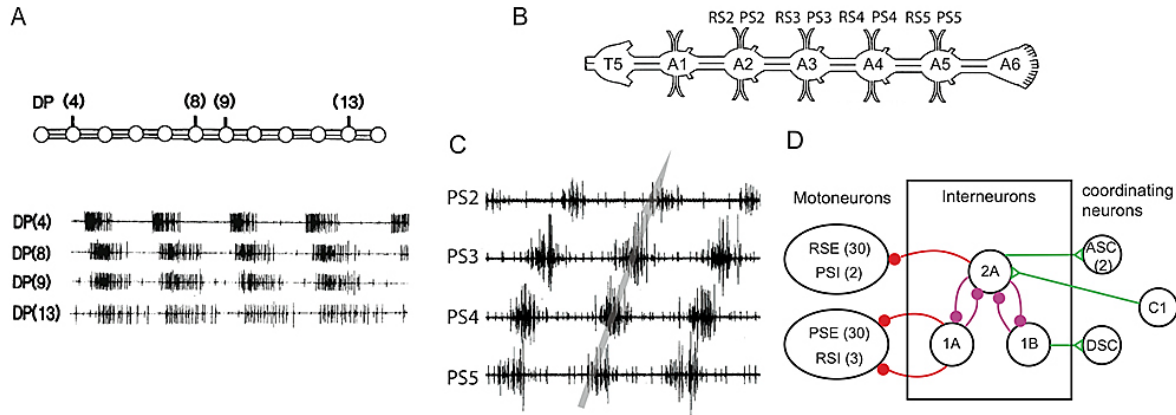 A
DP (4) (8) (9) (13)
DP(4)
DP(8)
DP(9)
DP(13)
B
RS2 PS2 RS3 PS3 RS4 PS4 RS5 PS5
T5 A1 A2 A3 A4 A5 A6
C
PS2
PS3
PS4
PS5
D
Motoneurons
Interneurons
coordinating
neurons
RSE (30)
PSI (2)
PSE (30)
RSI (3)
2A
1A
1B
ASC
(2)
C1
DSC